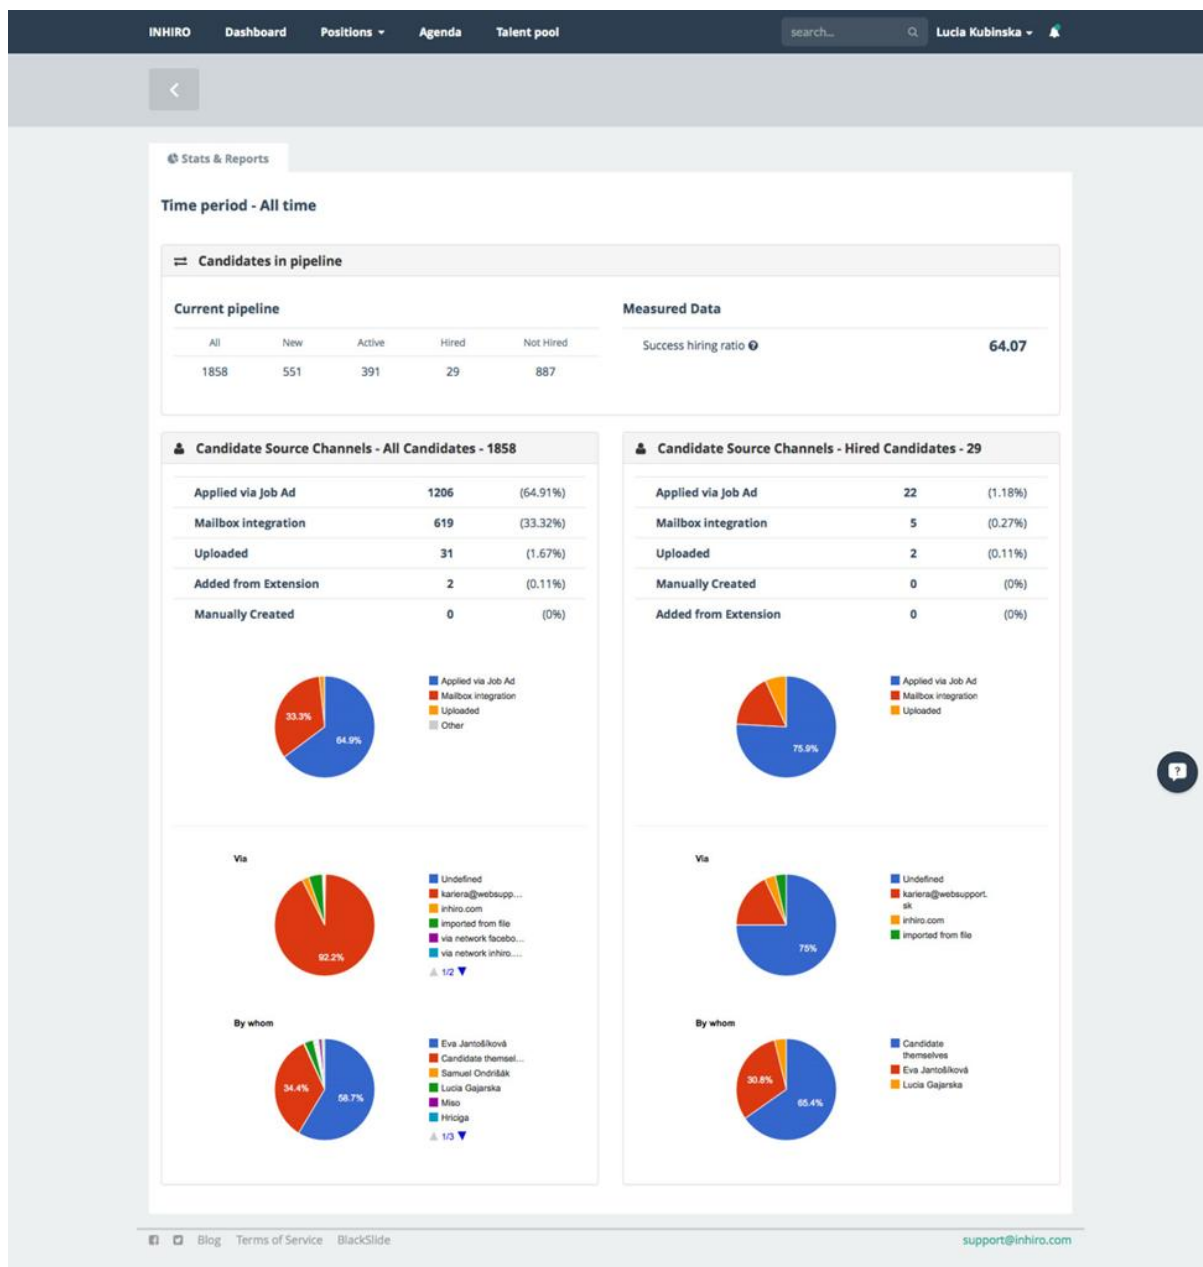 INHIRO Dashboard Positions Agenda Talent pool search... Lucia Kubinska
Stats & Reports
Time period - All time
Candidates in pipeline
Current pipeline
All New Active Hired Not Hired
1858 551 391 29 887
Measured Data
Success hiring ratio 64.07
Candidate Source Channels - All Candidates - 1858
Applied via Job Ad 1206 (64.91%)
Mailbox integration 619 (33.32%)
Uploaded 31 (1.67%)
Added from Extension 2 (0.11%)
Manually Created 0 (0%)
33.3%
64.9%
Applied via Job Ad
Mailbox integration
Uploaded
Other
Via
92.2%
Undefined
kariera@websupp...
inhiro.com
imported from file
via network facebo...
via network inhiro....
1/2
By whom
34.4%
58.7%
Eva Jantošíková
Candidate themsel...
Samuel Ondrišák
Lucia Gajarska
Miso
Hriciga
1/3
Candidate Source Channels - Hired Candidates - 29
Applied via Job Ad 22 (1.18%)
Mailbox integration 5 (0.27%)
Uploaded 2 (0.11%)
Manually Created 0 (0%)
Added from Extension 0 (0%)
75.9%
Applied via Job Ad
Mailbox integration
Uploaded
Via
75%
Undefined
kariera@websupport.
sk
inhiro.com
imported from file
By whom
30.8%
65.4%
Candidate
themselves
Eva Jantošíková
Lucia Gajarska
Blog Terms of Service BlackSlide support@inhiro.com